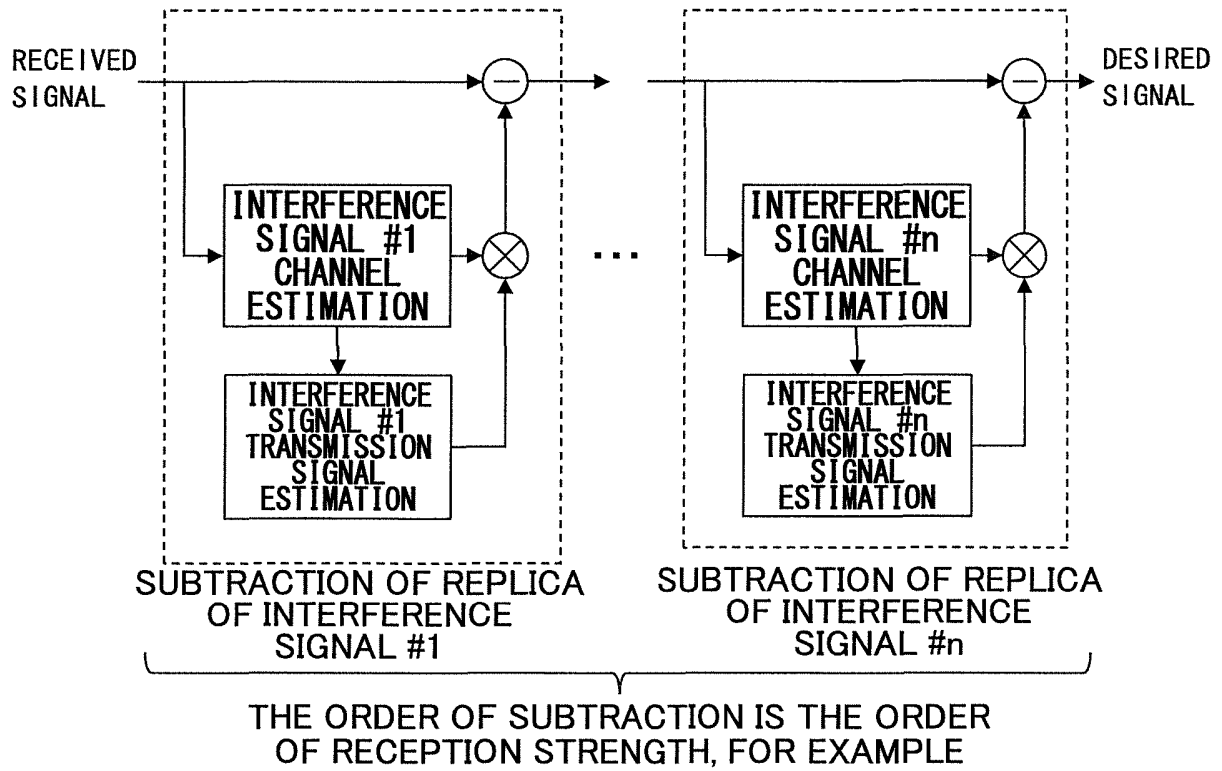 RECEIVED
SIGNAL
DESIRED
SIGNAL
INTERFERENCE
SIGNAL #1
CHANNEL
ESTIMATION
...
INTERFERENCE
SIGNAL #n
CHANNEL
ESTIMATION
INTERFERENCE
SIGNAL #1
TRANSMISSION
SIGNAL
ESTIMATION
INTERFERENCE
SIGNAL #n
TRANSMISSION
SIGNAL
ESTIMATION
SUBTRACTION OF REPLICA
OF INTERFERENCE
SIGNAL #1
SUBTRACTION OF REPLICA
OF INTERFERENCE
SIGNAL #n
THE ORDER OF SUBTRACTION IS THE ORDER
OF RECEPTION STRENGTH, FOR EXAMPLE